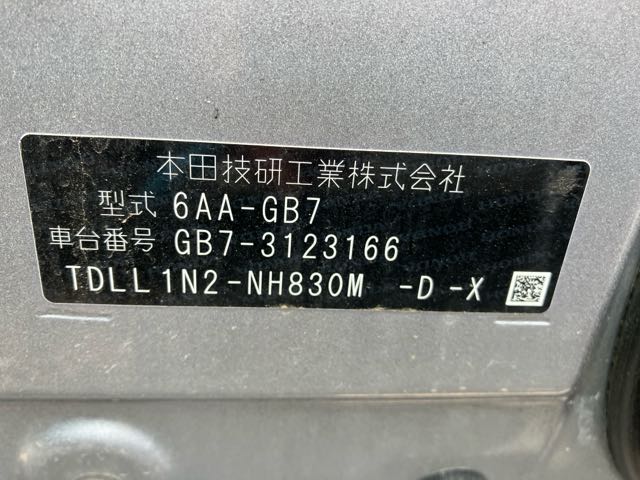 本田技研工業株式会社
型式 6AA-GB7
車台番号 GB7-3123166
TDLL1N2-NH830M -D-X